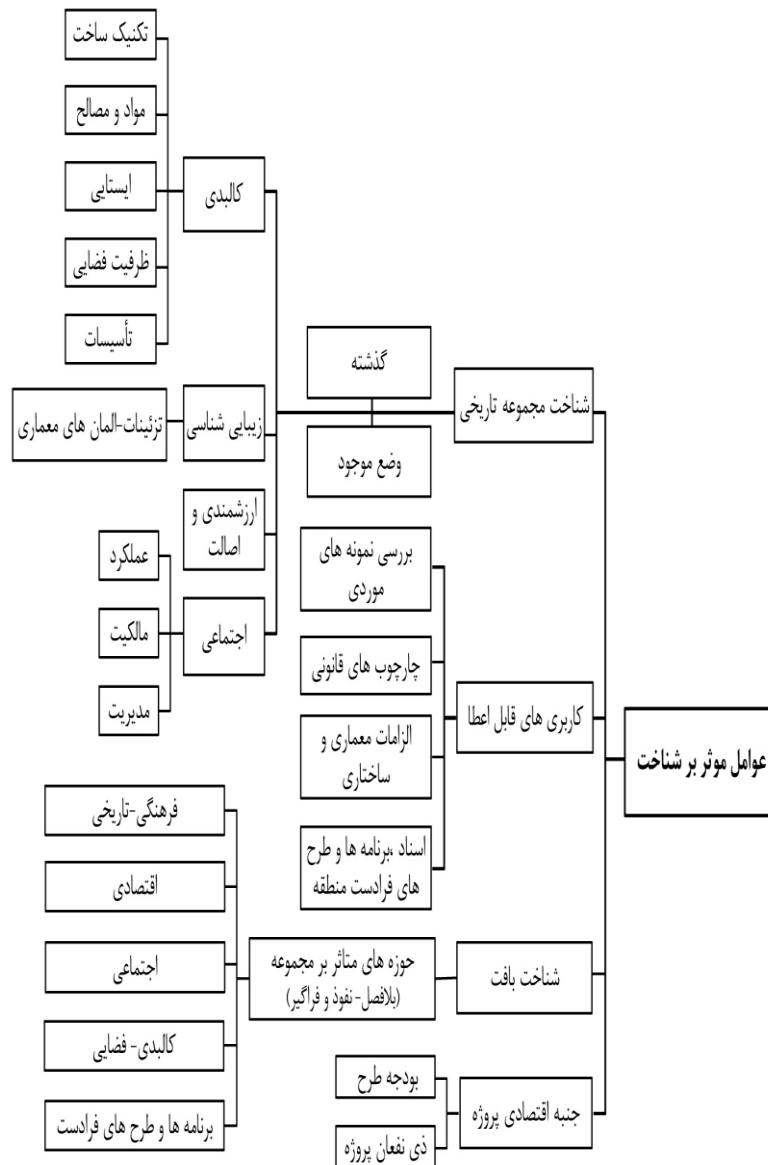 عوامل موثر بر شناخت
شناخت مجموعه تاریخی
گذشته
وضع موجود
کالبدی
تکنیک ساخت
مواد و مصالح
ایستایی
ظرفیت فضایی
تأسیسات
زیبایی شناسی
تزئینات-المان های معماری
ارزشمندی و
اصالت
اجتماعی
عملکرد
مالکیت
مدیریت
کاربری های قابل اعطا
بررسی نمونه های
موردی
چارچوب های قانونی
الزامات معماری و
ساختاری
اسناد ،برنامه ها و طرح
های فرادست منطقه
شناخت بافت
حوزه های متاثر بر مجموعه
(بلافصل- نفوذ و فراگیر)
فرهنگی-تاریخی
اقتصادی
اجتماعی
کالبدی- فضایی
برنامه ها و طرح های فرادست
جنبه اقتصادی پروژه
بودجه طرح
ذی نفعان پروژه